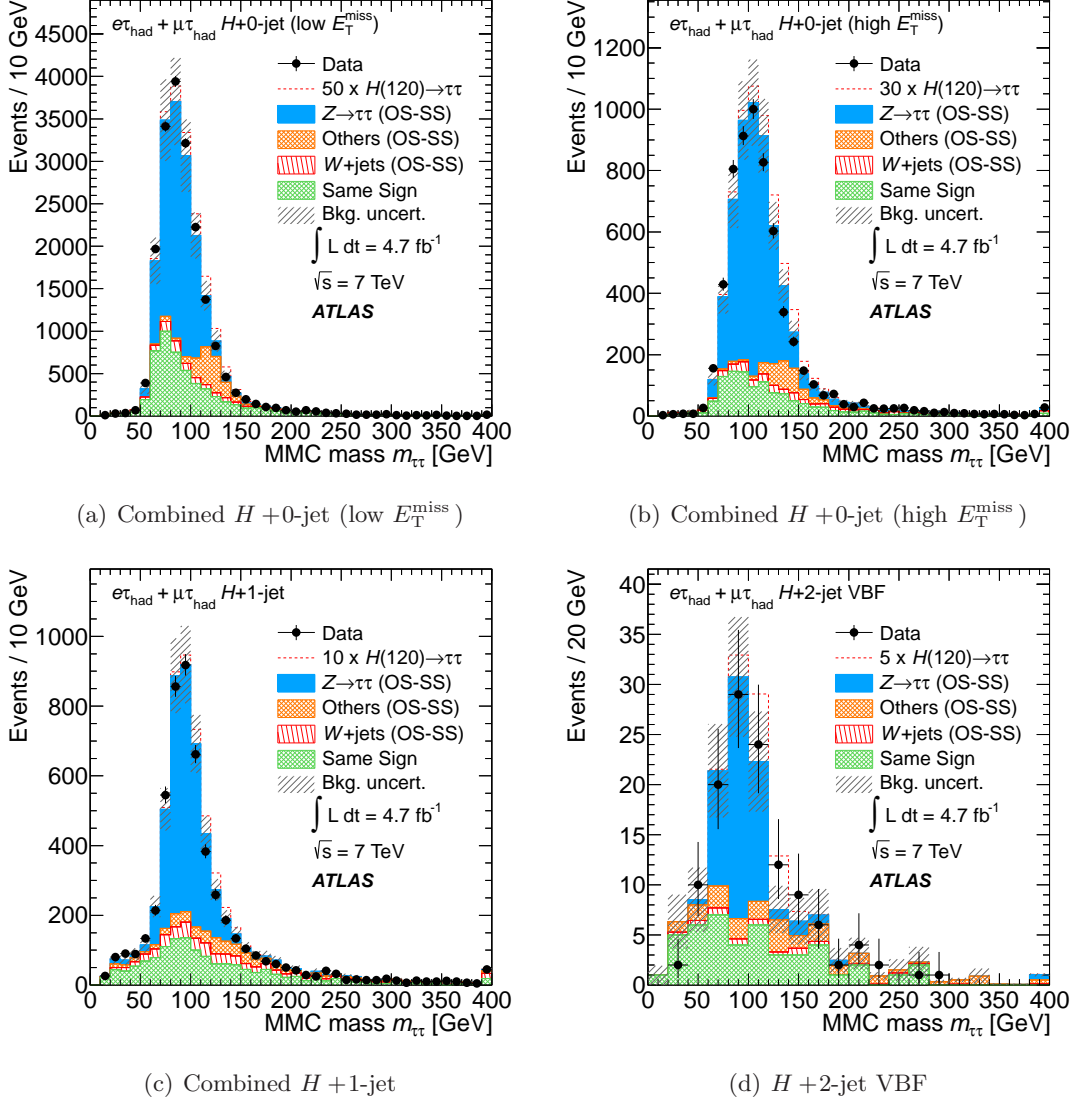 eτhad + μτhad H+0-jet (low ETmiss)
Data
50 x H(120)→ττ
Z→ττ (OS-SS)
Others (OS-SS)
W+jets (OS-SS)
Same Sign
Bkg. uncert.
∫ L dt = 4.7 fb-1
√s = 7 TeV
ATLAS
Events / 10 GeV
4500
4000
3500
3000
2500
2000
1500
1000
500
0
0 50 100 150 200 250 300 350 400
MMC mass mττ [GeV]
(a) Combined H +0-jet (low ETmiss )
eτhad + μτhad H+0-jet (high ETmiss)
Data
30 x H(120)→ττ
Z→ττ (OS-SS)
Others (OS-SS)
W+jets (OS-SS)
Same Sign
Bkg. uncert.
∫ L dt = 4.7 fb-1
√s = 7 TeV
ATLAS
Events / 10 GeV
1200
1000
800
600
400
200
0
0 50 100 150 200 250 300 350 400
MMC mass mττ [GeV]
(b) Combined H +0-jet (high ETmiss )
eτhad + μτhad H+1-jet
Data
10 x H(120)→ττ
Z→ττ (OS-SS)
Others (OS-SS)
W+jets (OS-SS)
Same Sign
Bkg. uncert.
∫ L dt = 4.7 fb-1
√s = 7 TeV
ATLAS
Events / 10 GeV
1000
800
600
400
200
0
0 50 100 150 200 250 300 350 400
MMC mass mττ [GeV]
(c) Combined H +1-jet
eτhad + μτhad H+2-jet VBF
Data
5 x H(120)→ττ
Z→ττ (OS-SS)
Others (OS-SS)
W+jets (OS-SS)
Same Sign
Bkg. uncert.
∫ L dt = 4.7 fb-1
√s = 7 TeV
ATLAS
Events / 20 GeV
40
35
30
25
20
15
10
5
0
0 50 100 150 200 250 300 350 400
MMC mass mττ [GeV]
(d) H +2-jet VBF